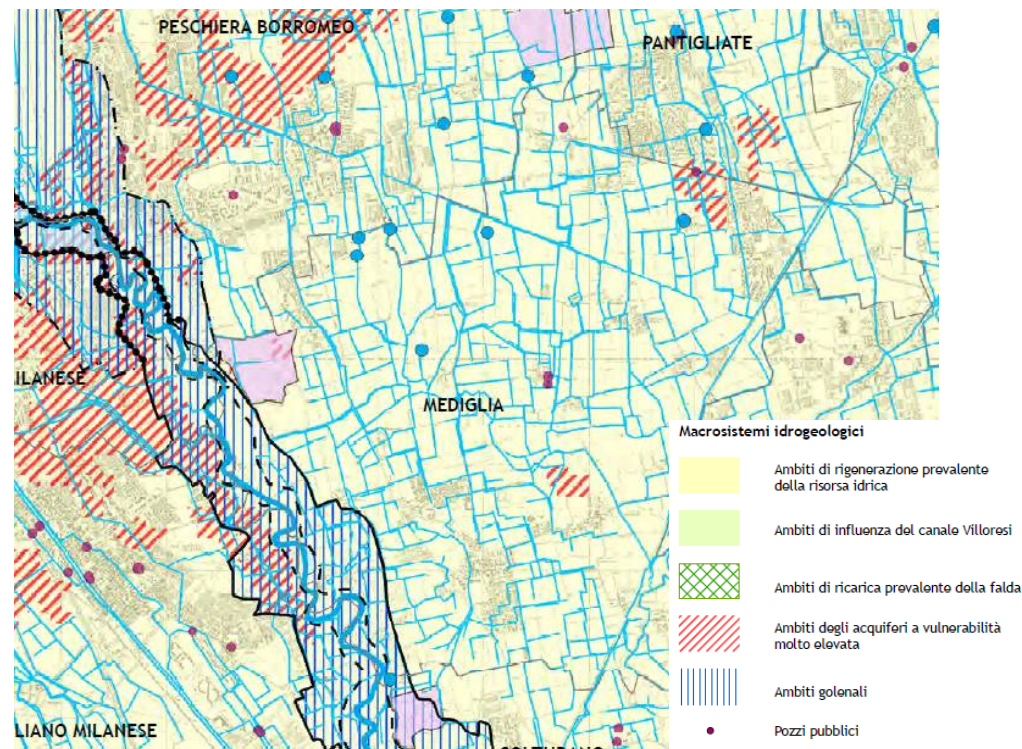 PESCHIERA BORROMEO
PANTIGLIATE
ILANESE
MEDIGLIA
Macrosistemi idrogeologici
Ambiti di rigenerazione prevalente
della risorsa idrica
Ambiti di influenza del canale Villoresi
Ambiti di ricarica prevalente della falda
Ambiti degli acquiferi a vulnerabilità
molto elevata
Ambiti golenali
LIANO MILANESE
Pozzi pubblici